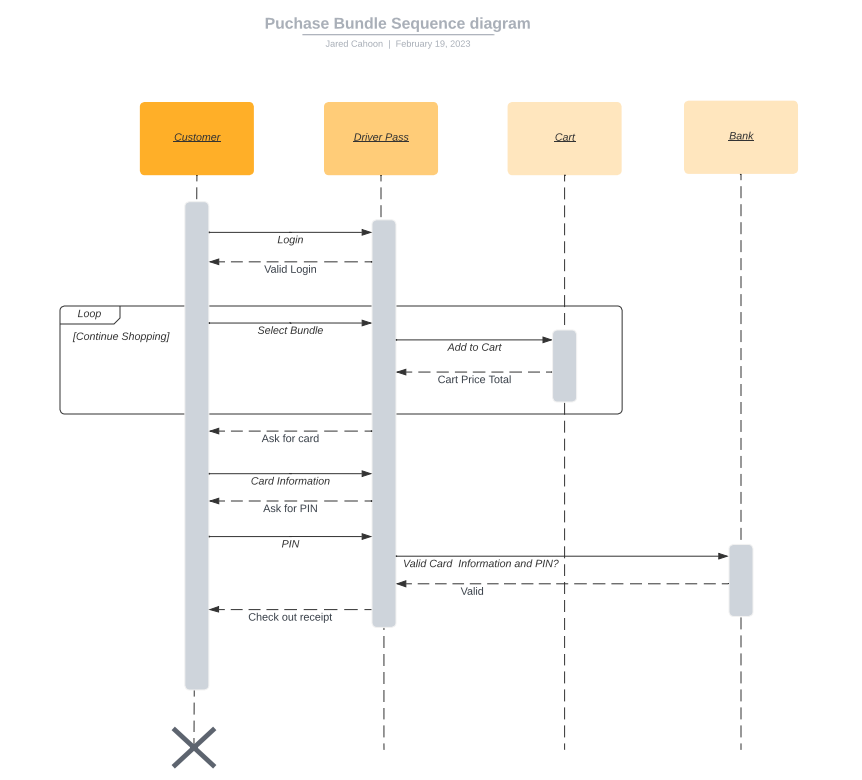 Puchase Bundle Sequence diagram
Jared Cahoon | February 19, 2023
Customer
Driver Pass
Cart
Bank
Login
Valid Login
Loop
[Continue Shopping]
Select Bundle
Add to Cart
Cart Price Total
Ask for card
Card Information
Ask for PIN
PIN
Valid Card Information and PIN?
Valid
Check out receipt